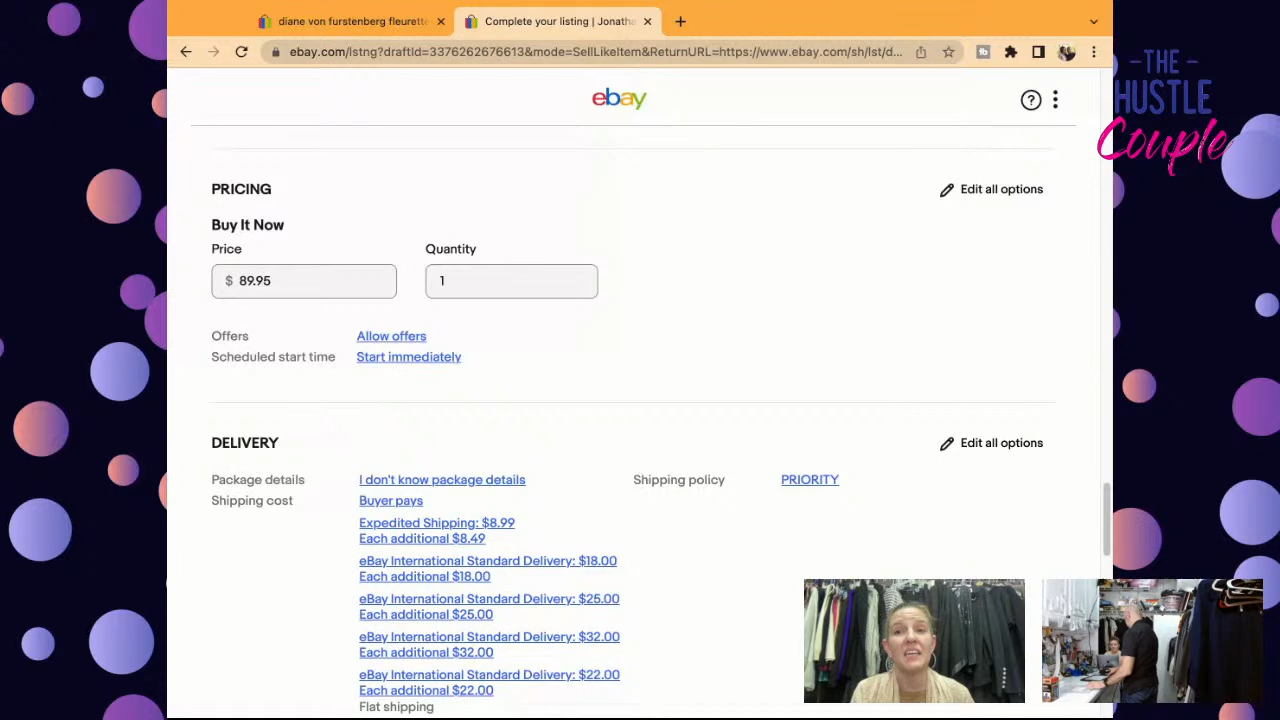 diane von furstenberg fleurette
Complete your listing | Jonatha
ebay.com/lstng?draftId=3376262676613&mode=SellLikeItem&ReturnURL=https://www.ebay.com/sh/lst/d...
-THE-
HUSTLE
Couple
ebay
PRICING
Edit all options
Buy It Now
Price
Quantity
$ 89.95
1
Offers
Allow offers
Scheduled start time
Start immediately
DELIVERY
Edit all options
Package details
I don't know package details
Shipping policy
PRIORITY
Shipping cost
Buyer pays
Expedited Shipping: $8.99
Each additional $8.49
eBay International Standard Delivery: $18.00
Each additional $18.00
eBay International Standard Delivery: $25.00
Each additional $25.00
eBay International Standard Delivery: $32.00
Each additional $32.00
eBay International Standard Delivery: $22.00
Each additional $22.00
Flat shipping